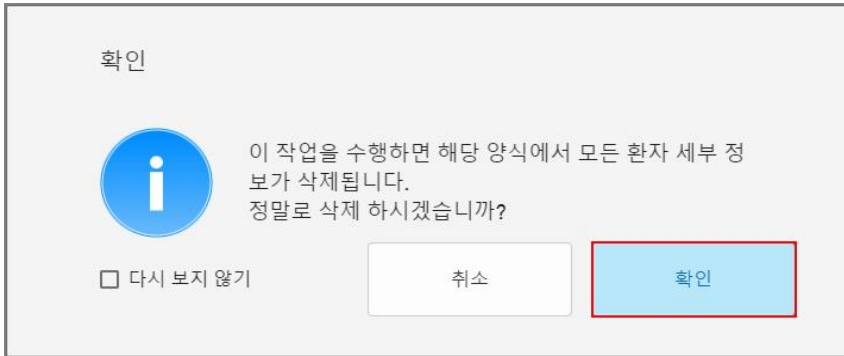 확인
이 작업을 수행하면 해당 양식에서 모든 환자 세부 정
보가 삭제됩니다.
정말로 삭제 하시겠습니까?
다시 보지 않기
취소
확인